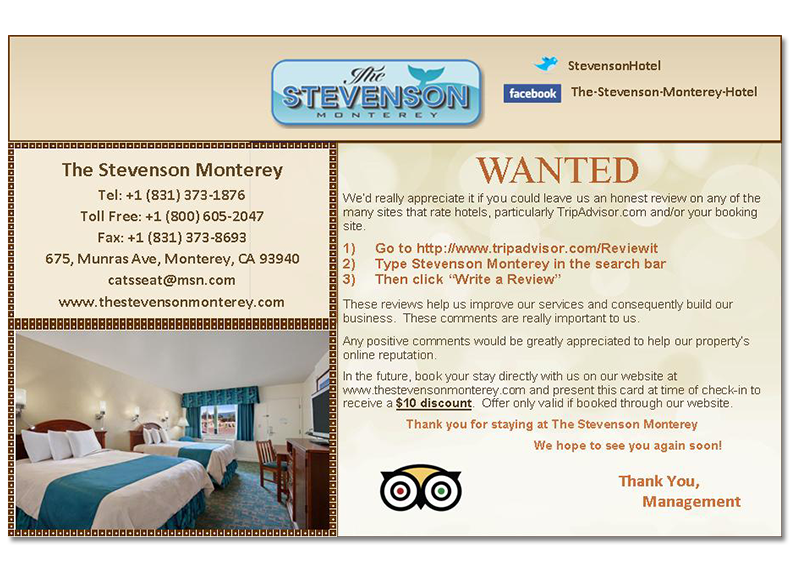 The
STEVENSON
MONTEREY
StevensonHotel
facebook The-Stevenson-Monterey-Hotel
The Stevenson Monterey
Tel: +1 (831) 373-1876
Toll Free: +1 (800) 605-2047
Fax: +1 (831) 373-8693
675, Munras Ave, Monterey, CA 93940
catsseat@msn.com
www.thestevensonmonterey.com
WANTED
We'd really appreciate it if you could leave us an honest review on any of the
many sites that rate hotels, particularly TripAdvisor.com and/or your booking
site.
1) Go to http://www.tripadvisor.com/Reviewit
2) Type Stevenson Monterey in the search bar
3) Then click “Write a Review”
These reviews help us improve our services and consequently build our
business. These comments are really important to us.
Any positive comments would be greatly appreciated to help our property's
online reputation.
In the future, book your stay directly with us on our website at
www.thestevensonmonterey.com and present this card at time of check-in to
receive a $10 discount. Offer only valid if booked through our website.
Thank you for staying at The Stevenson Monterey
We hope to see you again soon!
Thank You,
Management